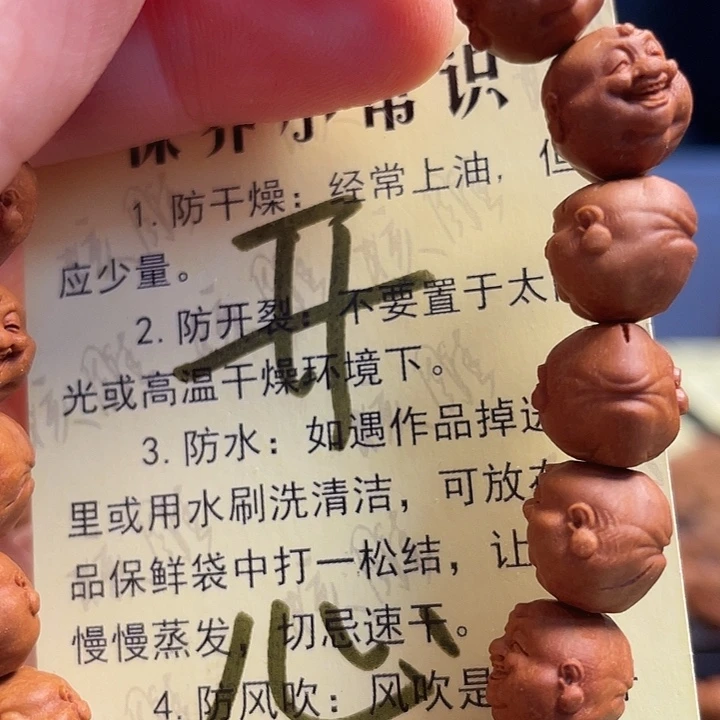 保养小常识
1. 防干燥：经常上油，但
应少量。
2. 防开裂：不要置于太
光或高温干燥环境下。
3. 防水：如遇作品掉进
里或用水刷洗清洁，可放在
品保鲜袋中打一松结，让
慢慢蒸发，切忌速干。
4. 防风吹：风吹是
开
心